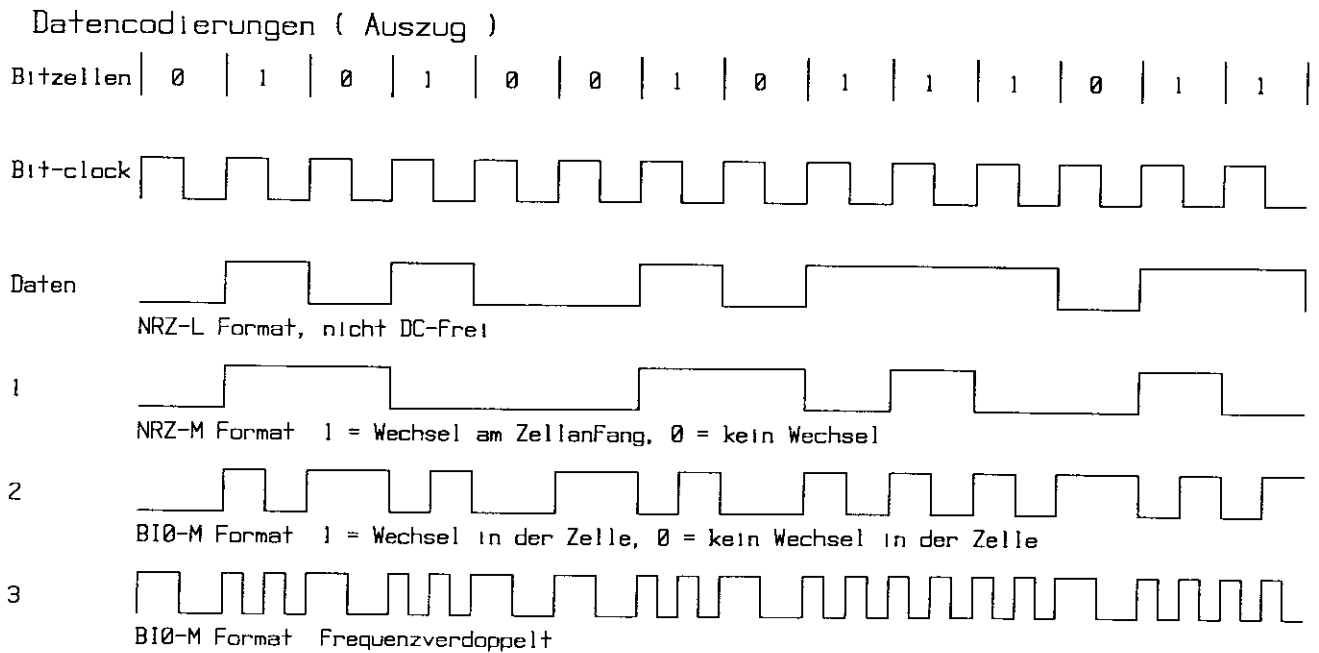 Datencodierungen ( Auszug )
Bitzellen | 0 | 1 | 0 | 1 | 0 | 0 | 1 | 0 | 1 | 1 | 1 | 0 | 1 | 1 |
Bit-clock
Daten
NRZ-L Format, nicht DC-Frei
1
NRZ-M Format 1 = Wechsel am ZellanFang, 0 = kein Wechsel
2
BI0-M Format 1 = Wechsel in der Zelle, 0 = kein Wechsel in der Zelle
3
BI0-M Format Frequenzverdoppelt